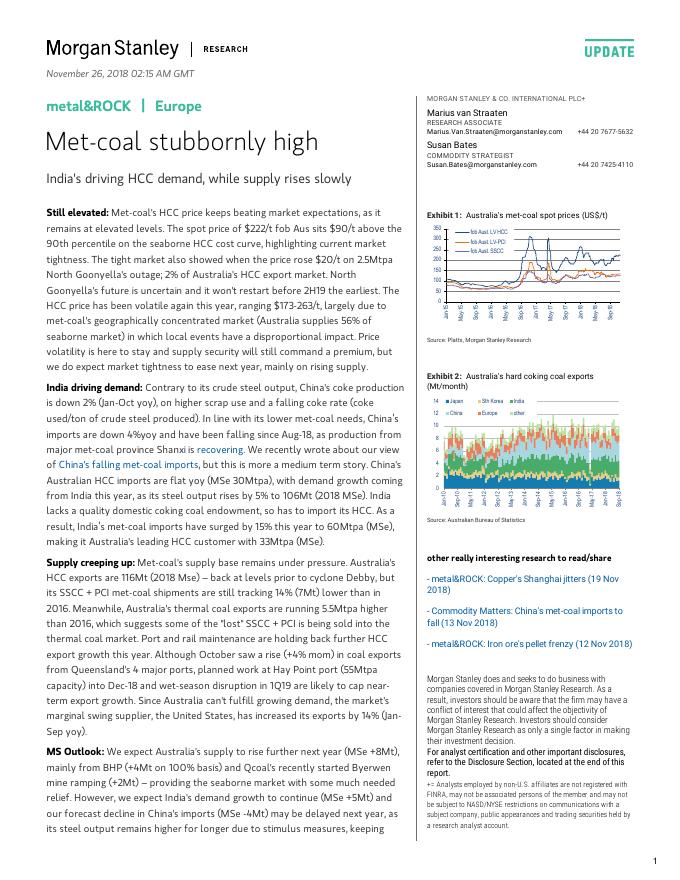 Morgan Stanley | RESEARCH
UPDATE
November 26, 2018 02:15 AM GMT
metal&ROCK | Europe
Met-coal stubbornly high
India's driving HCC demand, while supply rises slowly
Still elevated: Met-coal's HCC price keeps beating market expectations, as it
remains at elevated levels. The spot price of $222/t fob Aus sits $90/t above the
90th percentile on the seaborne HCC cost curve, highlighting current market
tightness. The tight market also showed when the price rose $20/t on 2.5Mtpa
North Goonyella's outage; 2% of Australia's HCC export market. North
Goonyella's future is uncertain and it won't restart before 2H19 the earliest. The
HCC price has been volatile again this year, ranging $173-263/t, largely due to
met-coal's geographically concentrated market (Australia supplies 56% of
seaborne market) in which local events have a disproportional impact. Price
volatility is here to stay and supply security will still command a premium, but
we do expect market tightness to ease next year, mainly on rising supply.
India driving demand: Contrary to its crude steel output, China's coke production
is down 2% (Jan-Oct yoy), on higher scrap use and a falling coke rate (coke
used/ton of crude steel produced). In line with its lower met-coal needs, China's
imports are down 4%yoy and have been falling since Aug-18, as production from
major met-coal province Shanxi is recovering. We recently wrote about our view
of China's falling met-coal imports, but this is more a medium term story. China's
Australian HCC imports are flat yoy (MSe 30Mtpa), with demand growth coming
from India this year, as its steel output rises by 5% to 106Mt (2018 MSe). India
lacks a quality domestic coking coal endowment, so has to import its HCC. As a
result, India's met-coal imports have surged by 15% this year to 60Mtpa (MSe),
making it Australia's leading HCC customer with 33Mtpa (MSe).
Supply creeping up: Met-coal's supply base remains under pressure. Australia's
HCC exports are 116Mt (2018 Mse) – back at levels prior to cyclone Debby, but
its SSCC + PCI met-coal shipments are still tracking 14% (7Mt) lower than in
2016. Meanwhile, Australia's thermal coal exports are running 5.5Mtpa higher
than 2016, which suggests some of the "lost" SSCC + PCI is being sold into the
thermal coal market. Port and rail maintenance are holding back further HCC
export growth this year. Although October saw a rise (+4% mom) in coal exports
from Queensland's 4 major ports, planned work at Hay Point port (55Mtpa
capacity) into Dec-18 and wet-season disruption in 1Q19 are likely to cap near-
term export growth. Since Australia can't fulfill growing demand, the market's
marginal swing supplier, the United States, has increased its exports by 14% (Jan-
Sep yoy).
MS Outlook: We expect Australia's supply to rise further next year (MSe +8Mt),
mainly from BHP (+4Mt on 100% basis) and Qcoal's recently started Byerwen
mine ramping (+2Mt) – providing the seaborne market with some much needed
relief. However, we expect India's demand growth to continue (MSe +5Mt) and
our forecast decline in China's imports (MSe -4Mt) may be delayed next year, as
its steel output remains higher for longer due to stimulus measures, keeping
MORGAN STANLEY & CO. INTERNATIONAL PLC+
Marius van Straaten
RESEARCH ASSOCIATE
Marius.Van.Straaten@morganstanley.com +44 20 7677-5632
Susan Bates
COMMODITY STRATEGIST
Susan.Bates@morganstanley.com +44 20 7425-4110
Exhibit 1: Australia's met-coal spot prices (US$/t)
350
300
250
200
150
100
50
0
fob Aust. LV HCC
fob Aust. LV-PCI
fob Aust. SSCC
Jan-15 May-15 Sep-15 Jan-16 May-16 Sep-16 Jan-17 May-17 Sep-17 Jan-18 May-18 Sep-18
Source: Platts, Morgan Stanley Research
Exhibit 2: Australia's hard coking coal exports
(Mt/month)
14
12
10
8
6
4
2
0
Japan Sth Korea India
China Europe other
Jan-10 Sep-10 May-11 Jan-12 Sep-12 May-13 Jan-14 Sep-14 May-15 Jan-16 Sep-16 May-17 Jan-18 Sep-18
Source: Australian Bureau of Statistics
other really interesting research to read/share
- metal&ROCK: Copper's Shanghai jitters (19 Nov
2018)
- Commodity Matters: China's met-coal imports to
fall (13 Nov 2018)
- metal&ROCK: Iron ore's pellet frenzy (12 Nov 2018)
Morgan Stanley does and seeks to do business with
companies covered in Morgan Stanley Research. As a
result, investors should be aware that the firm may have a
conflict of interest that could affect the objectivity of
Morgan Stanley Research. Investors should consider
Morgan Stanley Research as only a single factor in making
their investment decision.
For analyst certification and other important disclosures,
refer to the Disclosure Section, located at the end of this
report.
+= Analysts employed by non-U.S. affiliates are not registered with
FINRA, may not be associated persons of the member and may not
be subject to NASD/NYSE restrictions on communications with a
subject company, public appearances and trading securities held by
a research analyst account.
1